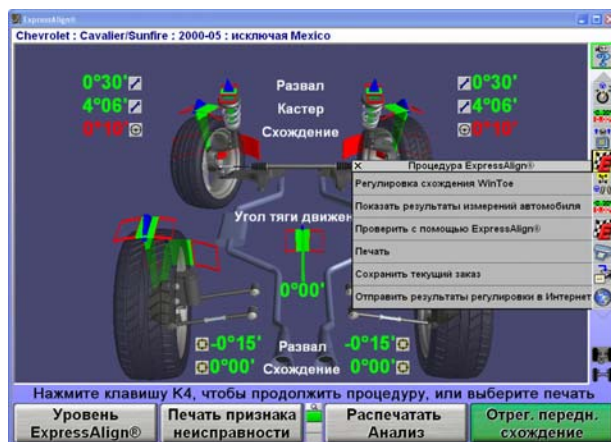 ExpressAlign®
Chevrolet : Cavalier/Sunfire : 2000-05 : исключая Mexico
0°30' Развал 0°30'
4°06' Кастер 4°06'
0°10' Схождение
X Процедура ExpressAlign®
Регулировка схождения WinToe
Показать результаты измерений автомобиля
Проверить с помощью ExpressAlign®
Печать
Сохранить текущий заказ
Отправить результаты регулировки в Интернет
Угол тяги движен
0°00'
-0°15' Развал -0°15'
0°00' Схождение 0°00'
Нажмите клавишу К4, чтобы продолжить процедуру, или выберите печать
Уровень ExpressAlign®
Печать признака неисправности
Распечатать Анализ
Отрег. передн. схождение